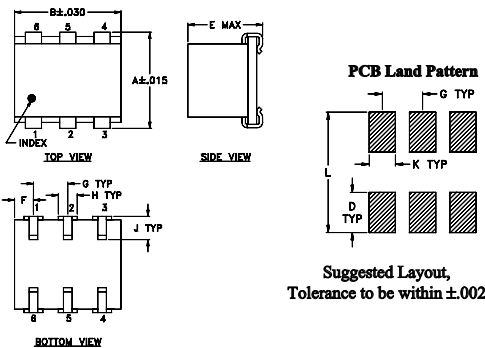 B±.030
E MAX
6 5 4
A±.015
INDEX
1 2 3
TOP VIEW
SIDE VIEW
PCB Land Pattern
G TYP
K TYP
L
D
TYP
G TYP
F
H TYP
1 2 3
J TYP
6 5 4
BOTTOM VIEW
Suggested Layout,
Tolerance to be within ±.002